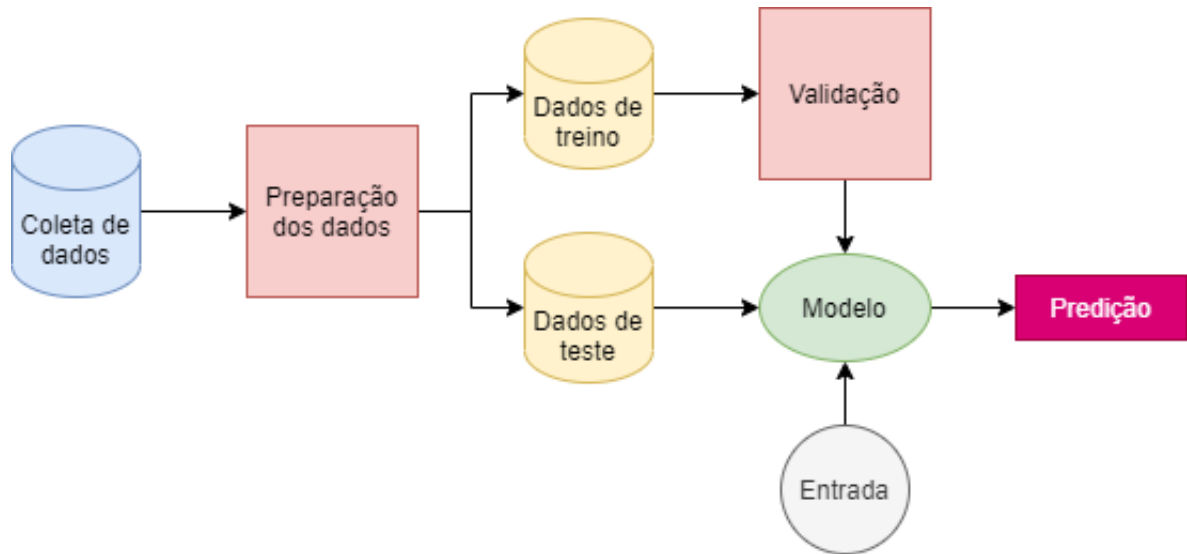 Coleta de
dados
Preparação
dos dados
Dados de
treino
Validação
Dados de
teste
Modelo
Predição
Entrada